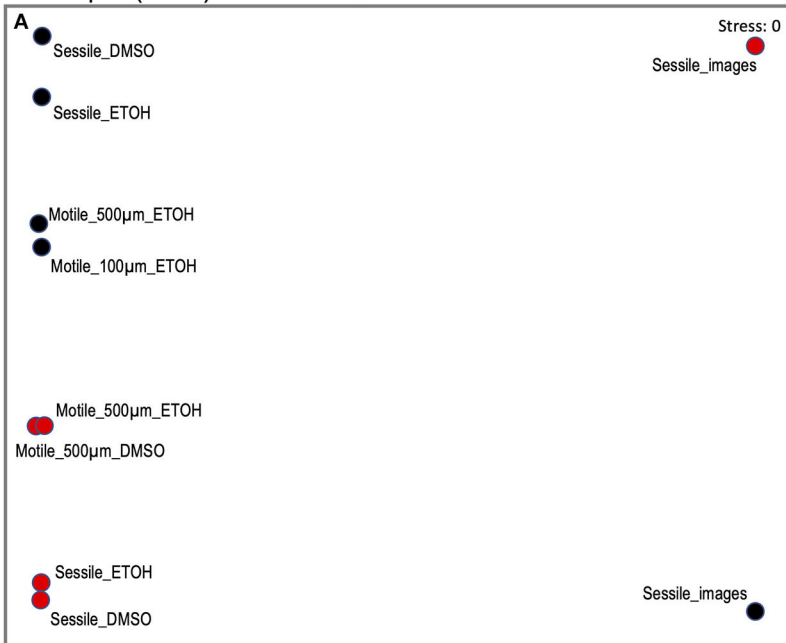 A
Stress: 0
Sessile_DMSO
Sessile_images
Sessile_ETOH
Motile_500µm_ETOH
Motile_100µm_ETOH
Motile_500µm_ETOH
Motile_500µm_DMSO
Sessile_ETOH
Sessile_images
Sessile_DMSO